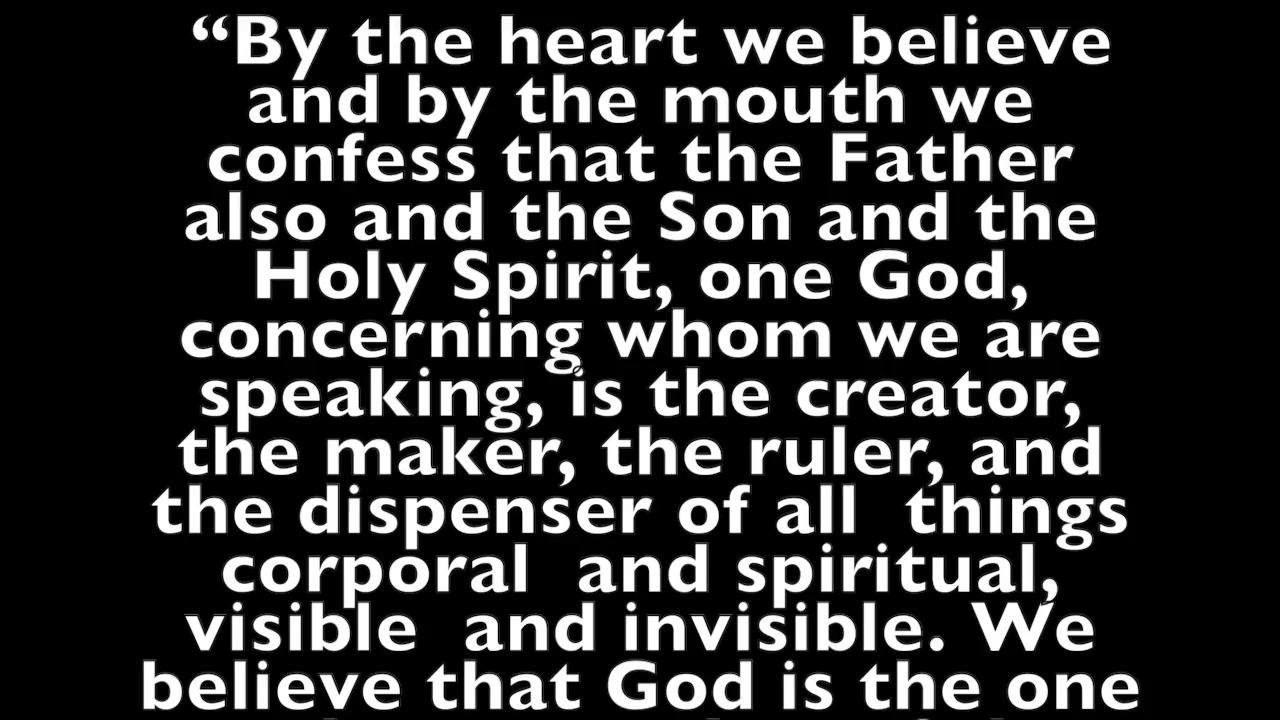 “By the heart we believe
and by the mouth we
confess that the Father
also and the Son and the
Holy Spirit, one God,
concerning whom we are
speaking, is the creator,
the maker, the ruler, and
the dispenser of all  things
corporal  and spiritual,
visible  and invisible. We
believe that God is the one